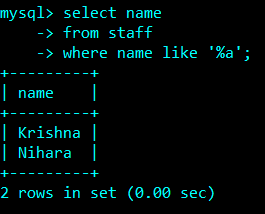 mysql> select name
    -> from staff
    -> where name like '%a';
+---------+
| name    |
+---------+
| Krishna |
| Nihara  |
+---------+
2 rows in set (0.00 sec)